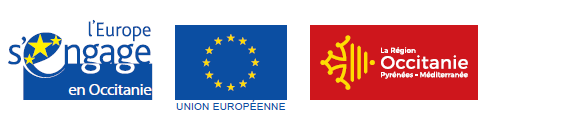 l'Europe
s'engage
en Occitanie
UNION EUROPÉENNE
La Région
Occitanie
Pyrénées - Méditerranée